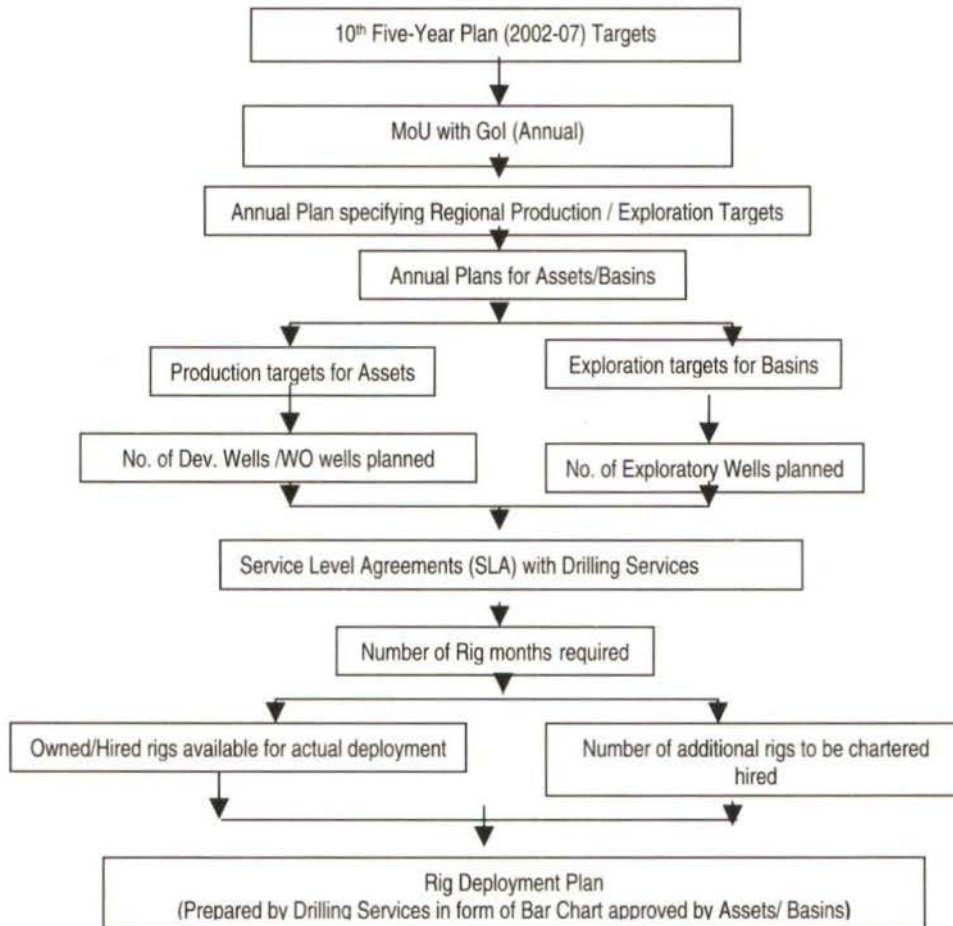 10th Five-Year Plan (2002-07) Targets
MoU with GoI (Annual)
Annual Plan specifying Regional Production / Exploration Targets
Annual Plans for Assets/Basins
Production targets for Assets
Exploration targets for Basins
No. of Dev. Wells /WO wells planned
No. of Exploratory Wells planned
Service Level Agreements (SLA) with Drilling Services
Number of Rig months required
Owned/Hired rigs available for actual deployment
Number of additional rigs to be chartered
hired
Rig Deployment Plan
(Prepared by Drilling Services in form of Bar Chart approved by Assets/ Basins)